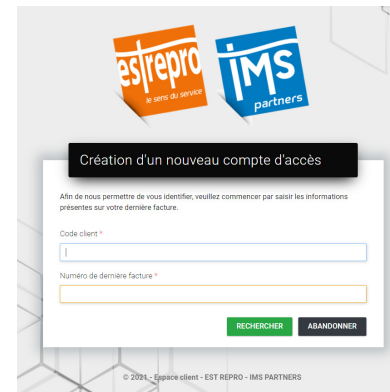 estrepro
le sens du service
iMS
partners
Création d'un nouveau compte d'accès
Afin de nous permettre de vous identifier, veuillez commencer par saisir les informations
présentes sur votre dernière facture.
Code client *
Numéro de dernière facture *
RECHERCHER ABANDONNER
© 2021 - Espace client - EST REPRO - IMS PARTNERS